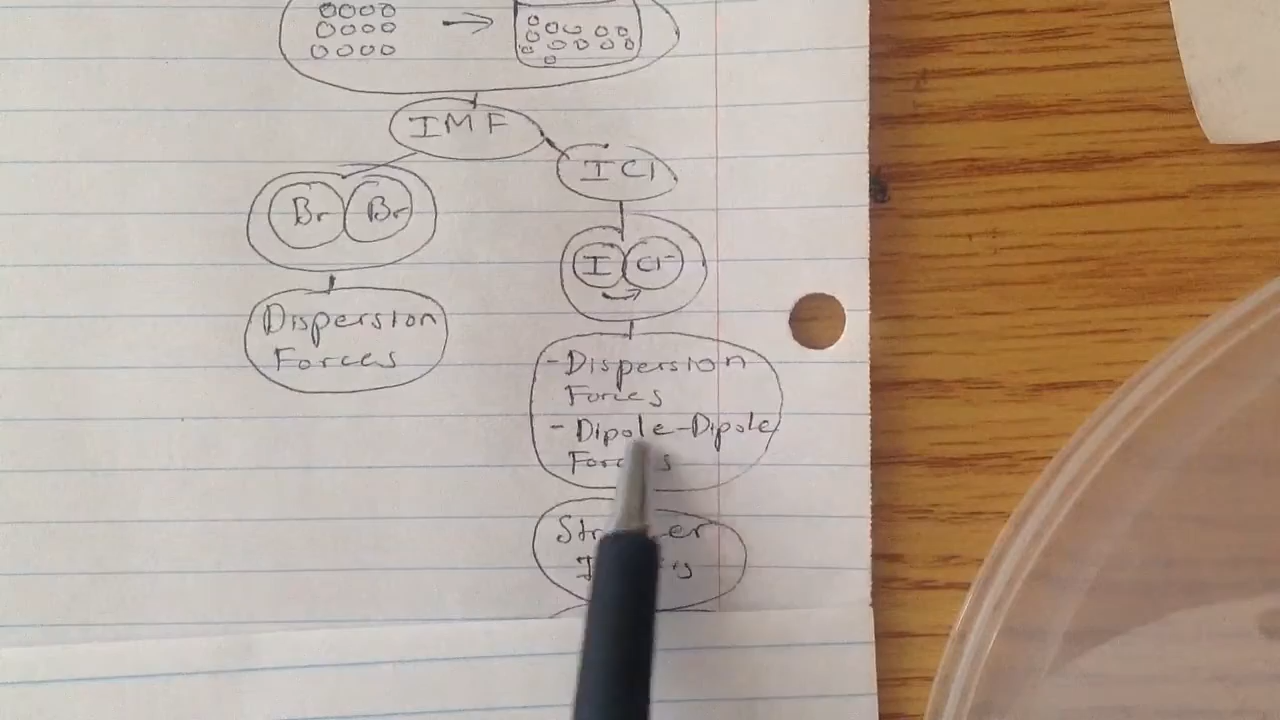 IMF
ICl
Br Br
I Cl
Dispersion
Forces
- Dispersion
Forces
- Dipole-Dipole